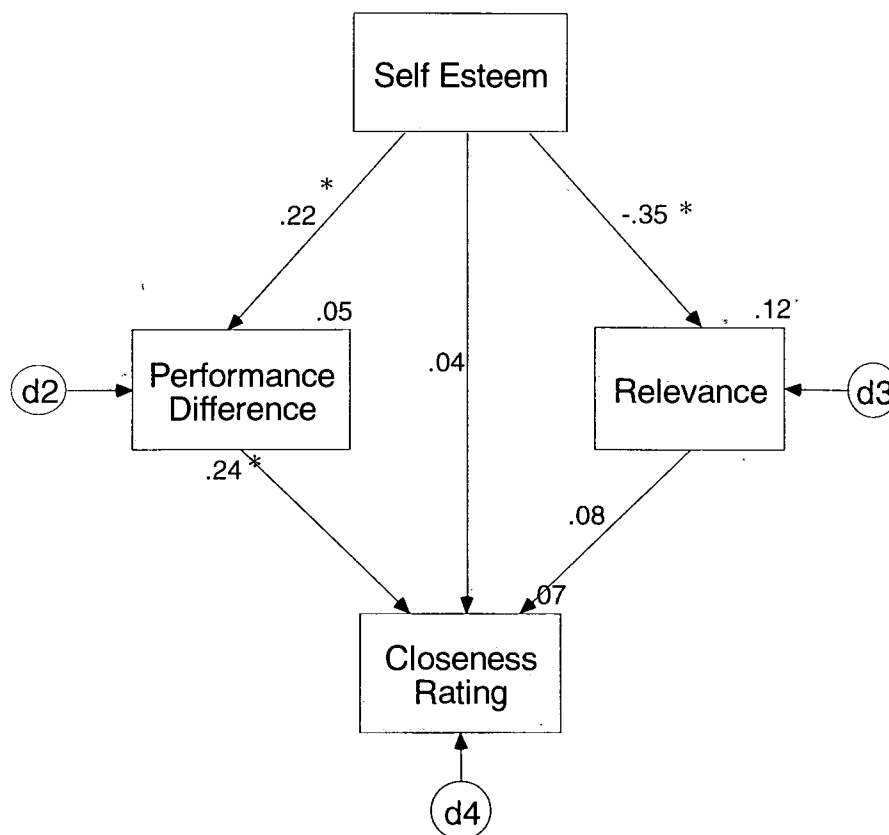 Self Esteem
*
.22
-.35 *
.05
.12
d2
Performance
Difference
.04
Relevance
d3
.24 *
.08
.07
Closeness
Rating
d4